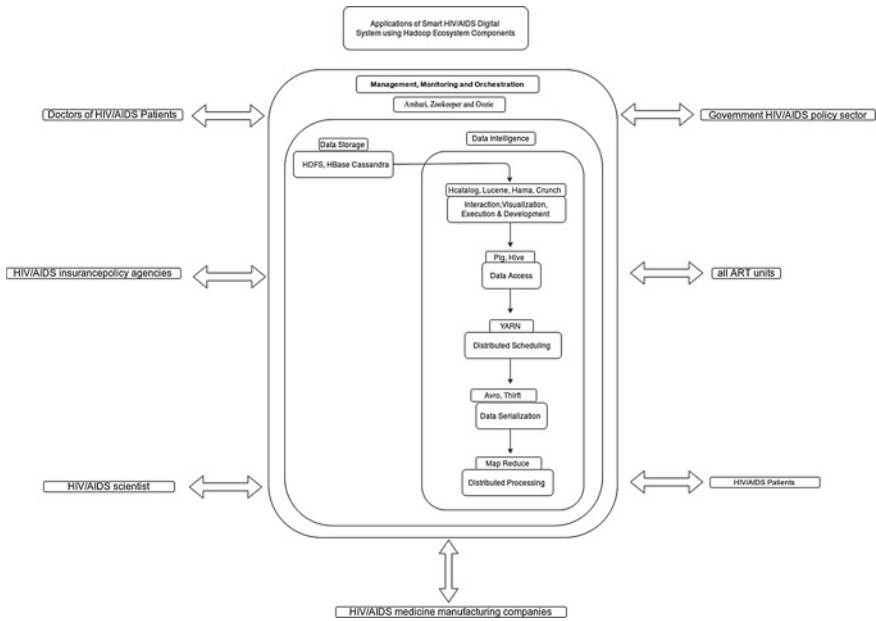 Applications of Smart HIV/AIDS Digital
System using Hadoop Ecosystem Components
Management, Monitoring and Orchestration
Ambari, Zookeeper and Oozie
Doctors of HIV/AIDS Patients
Government HIV/AIDS policy sector
Data Storage
Data Intelligence
HDFS, HBase Cassandra
Hcatalog, Lucene, Hama, Crunch
Interaction,Visualization,
Execution & Development
Pig, Hive
Data Access
HIV/AIDS insurancepolicy agencies
all ART units
YARN
Distributed Scheduling
Avro, Thirft
Data Serialization
Map Reduce
Distributed Processing
HIV/AIDS scientist
HIV/AIDS Patients
HIV/AIDS medicine manufacturing companies